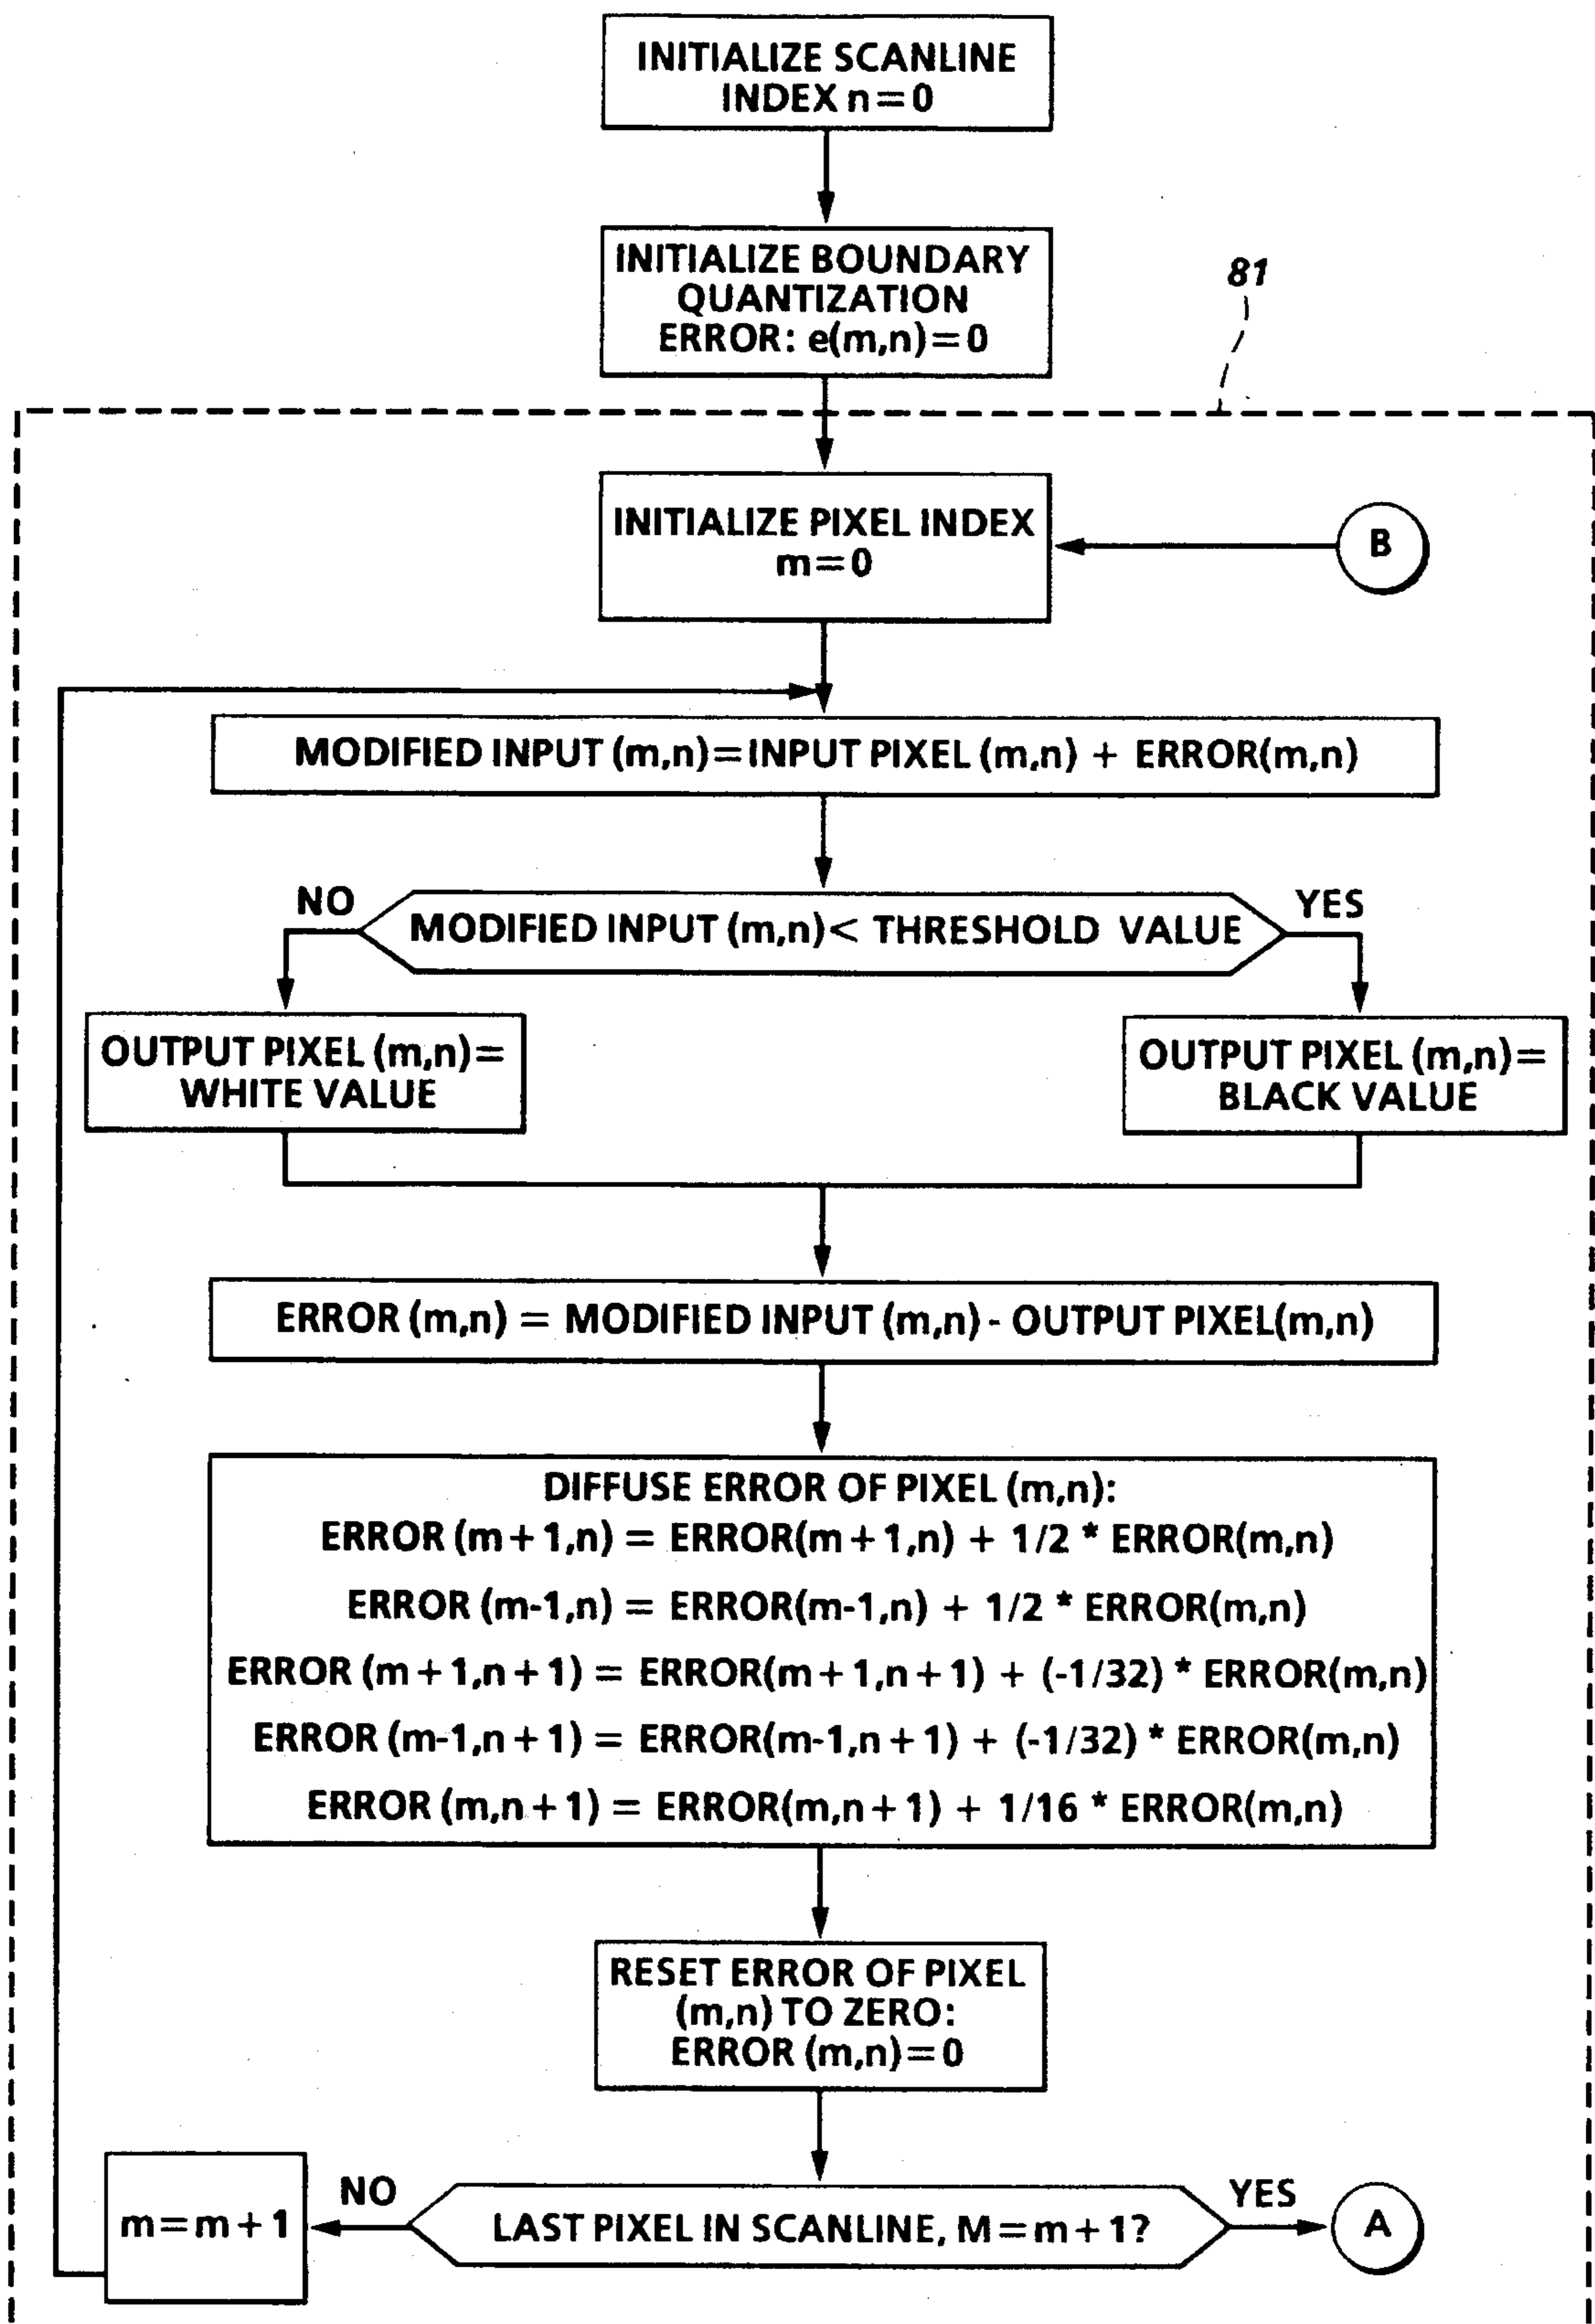 INITIALIZE SCANLINE
INDEX n=0
INITIALIZE BOUNDARY
QUANTIZATION
ERROR: e(m,n)=0
81
INITIALIZE PIXEL INDEX
m=0
B
MODIFIED INPUT (m,n)=INPUT PIXEL (m,n) + ERROR(m,n)
NO
MODIFIED INPUT (m,n)< THRESHOLD VALUE
YES
OUTPUT PIXEL (m,n)=
WHITE VALUE
OUTPUT PIXEL (m,n)=
BLACK VALUE
ERROR (m,n) = MODIFIED INPUT (m,n) - OUTPUT PIXEL(m,n)
DIFFUSE ERROR OF PIXEL (m,n):
ERROR (m+1,n) = ERROR(m+1,n) + 1/2 * ERROR(m,n)
ERROR (m-1,n) = ERROR(m-1,n) + 1/2 * ERROR(m,n)
ERROR (m+1,n+1) = ERROR(m+1,n+1) + (-1/32) * ERROR(m,n)
ERROR (m-1,n+1) = ERROR(m-1,n+1) + (-1/32) * ERROR(m,n)
ERROR (m,n+1) = ERROR(m,n+1) + 1/16 * ERROR(m,n)
RESET ERROR OF PIXEL
(m,n) TO ZERO:
ERROR (m,n)=0
m=m+1
NO
LAST PIXEL IN SCANLINE, M=m+1?
YES
A